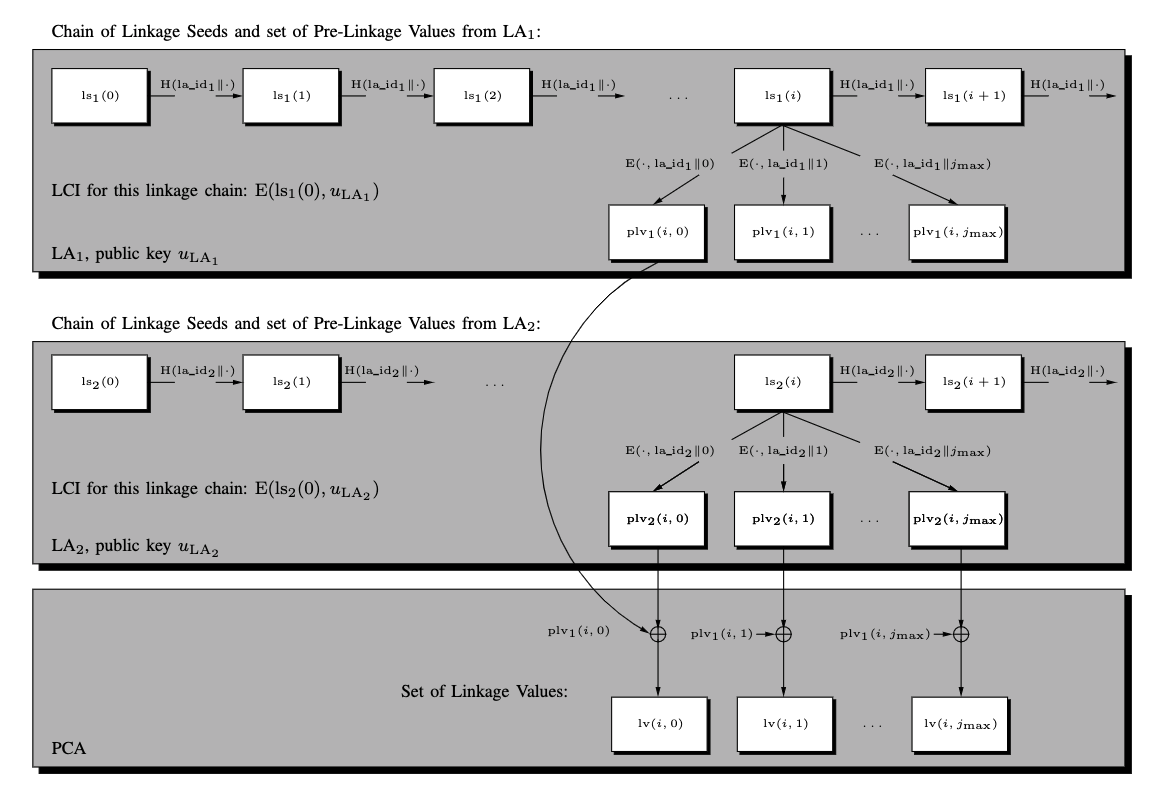 Chain of Linkage Seeds and set of Pre-Linkage Values from LA₁:
ls₁(0) H(la_id₁‖·) ls₁(1) H(la_id₁‖·) ls₁(2) H(la_id₁‖·) ... ls₁(i) H(la_id₁‖·) ls₁(i + 1) H(la_id₁‖·)
E(·, la_id₁‖0) E(·, la_id₁‖1) E(·, la_id₁‖jmax)
LCI for this linkage chain: E(ls₁(0), u_LA₁)
plv₁(i, 0) plv₁(i, 1) ... plv₁(i, jmax)
LA₁, public key u_LA₁
Chain of Linkage Seeds and set of Pre-Linkage Values from LA₂:
ls₂(0) H(la_id₂‖·) ls₂(1) H(la_id₂‖·) ... ls₂(i) H(la_id₂‖·) ls₂(i + 1) H(la_id₂‖·)
E(·, la_id₂‖0) E(·, la_id₂‖1) E(·, la_id₂‖jmax)
LCI for this linkage chain: E(ls₂(0), u_LA₂)
plv₂(i, 0) plv₂(i, 1) ... plv₂(i, jmax)
LA₂, public key u_LA₂
plv₁(i, 0) ⊕ plv₁(i, 1) ⊕ plv₁(i, jmax) ⊕
Set of Linkage Values:
lv(i, 0) lv(i, 1) ... lv(i, jmax)
PCA